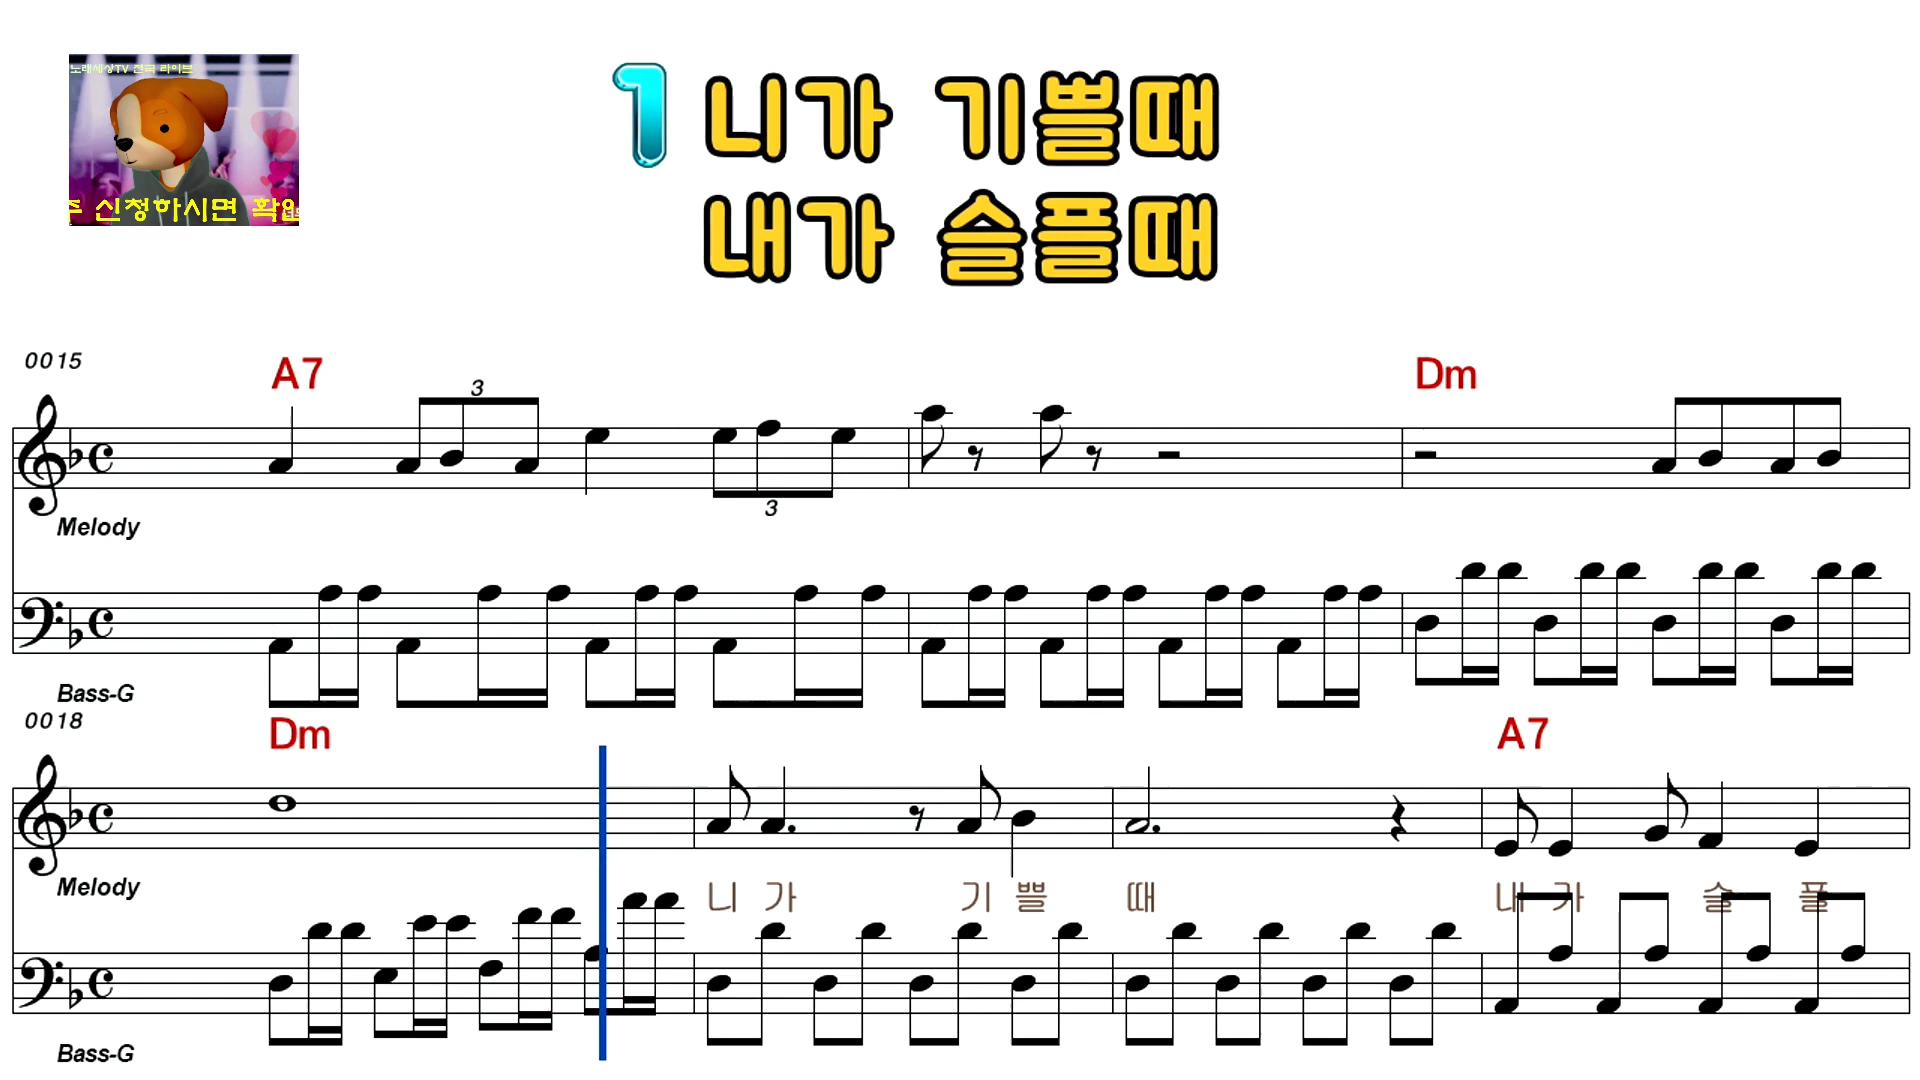 노래세상TV 전국 라이브
신청하시면
1 니가 기쁠때
내가 슬플때
0015
A7
3
Dm
3
Melody
Bass-G
0018
Dm
A7
Melody
니 가 기 쁠 때 내 가 슬 플
Bass-G